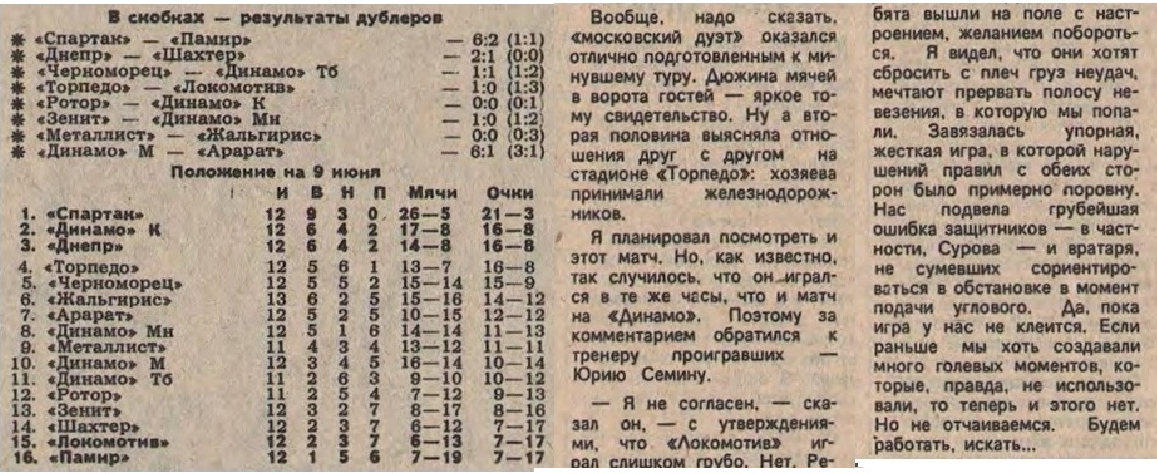 В скобках — результаты дублеров
✷ «Спартак» — «Памир» — 6:2 (1:1)
✷ «Днепр» — «Шахтер» — 2:1 (0:0)
✷ «Черноморец» — «Динамо» Тб — 1:1 (1:2)
✷ «Торпедо» — «Локомотив» — 1:0 (1:3)
✷ «Ротор» — «Динамо» К — 0:0 (0:1)
✷ «Зенит» — «Динамо» Мн — 1:0 (1:2)
✷ «Металлист» — «Жальгирис» — 0:0 (0:3)
✷ «Динамо» М — «Арарат» — 6:1 (3:1)
Положение на 9 июня
И В Н П Мячи Очки
1. «Спартак» 12 9 3 0 26—5 21—3
2. «Динамо» К 12 6 4 2 17—8 16—8
3. «Днепр» 12 6 4 2 14—8 16—8
4. «Торпедо» 12 5 6 1 13—7 16—8
5. «Черноморец» 12 5 5 2 15—14 15—9
6. «Жальгирис» 13 6 2 5 15—16 14—12
7. «Арарат» 12 5 2 5 10—15 12—12
8. «Динамо» Мн 12 5 1 6 14—14 11—13
9. «Металлист» 11 4 3 4 13—12 11—11
10. «Динамо» М 12 3 4 5 16—14 10—14
11. «Динамо» Тб 11 2 6 3 9—10 10—12
12. «Ротор» 11 2 5 4 7—12 9—13
13. «Зенит» 12 3 2 7 8—17 8—16
14. «Шахтер» 12 2 3 7 6—12 7—17
15. «Локомотив» 12 2 3 7 6—13 7—17
16. «Памир» 12 1 5 6 7—19 7—17
Вообще, надо сказать,
«московский дуэт» оказался
отлично подготовленным к ми-
нувшему туру. Дюжина мячей
в ворота гостей — яркое то-
му свидетельство. Ну а вто-
рая половина выясняла отно-
шения друг с другом на
стадионе «Торпедо»: хозяева
принимали железнодорож-
ников.
Я планировал посмотреть и
этот матч. Но, как известно,
так случилось, что он играл-
ся в те же часы, что и матч
на «Динамо». Поэтому за
комментарием обратился к
тренеру проигравших —
Юрию Семину.
— Я не согласен, — ска-
зал он, — с утверждения-
ми, что «Локомотив» иг-
рал слишком грубо. Нет. Ре-
бята вышли на поле с наст-
роением, желанием побороть-
ся. Я видел, что они хотят
сбросить с плеч груз неудач,
мечтают прервать полосу не-
везения, в которую мы попа-
ли. Завязалась упорная,
жесткая игра, в которой нару-
шений правил с обеих сто-
рон было примерно поровну.
Нас подвела грубейшая
ошибка защитников — в част-
ности, Сурова — и вратаря,
не сумевших сориентиро-
ваться в обстановке в момент
подачи углового. Да, пока
игра у нас не клеится. Если
раньше мы хоть создавали
много голевых моментов, ко-
торые, правда, не использо-
вали, то теперь и этого нет.
Но не отчаиваемся. Будем
работать, искать...